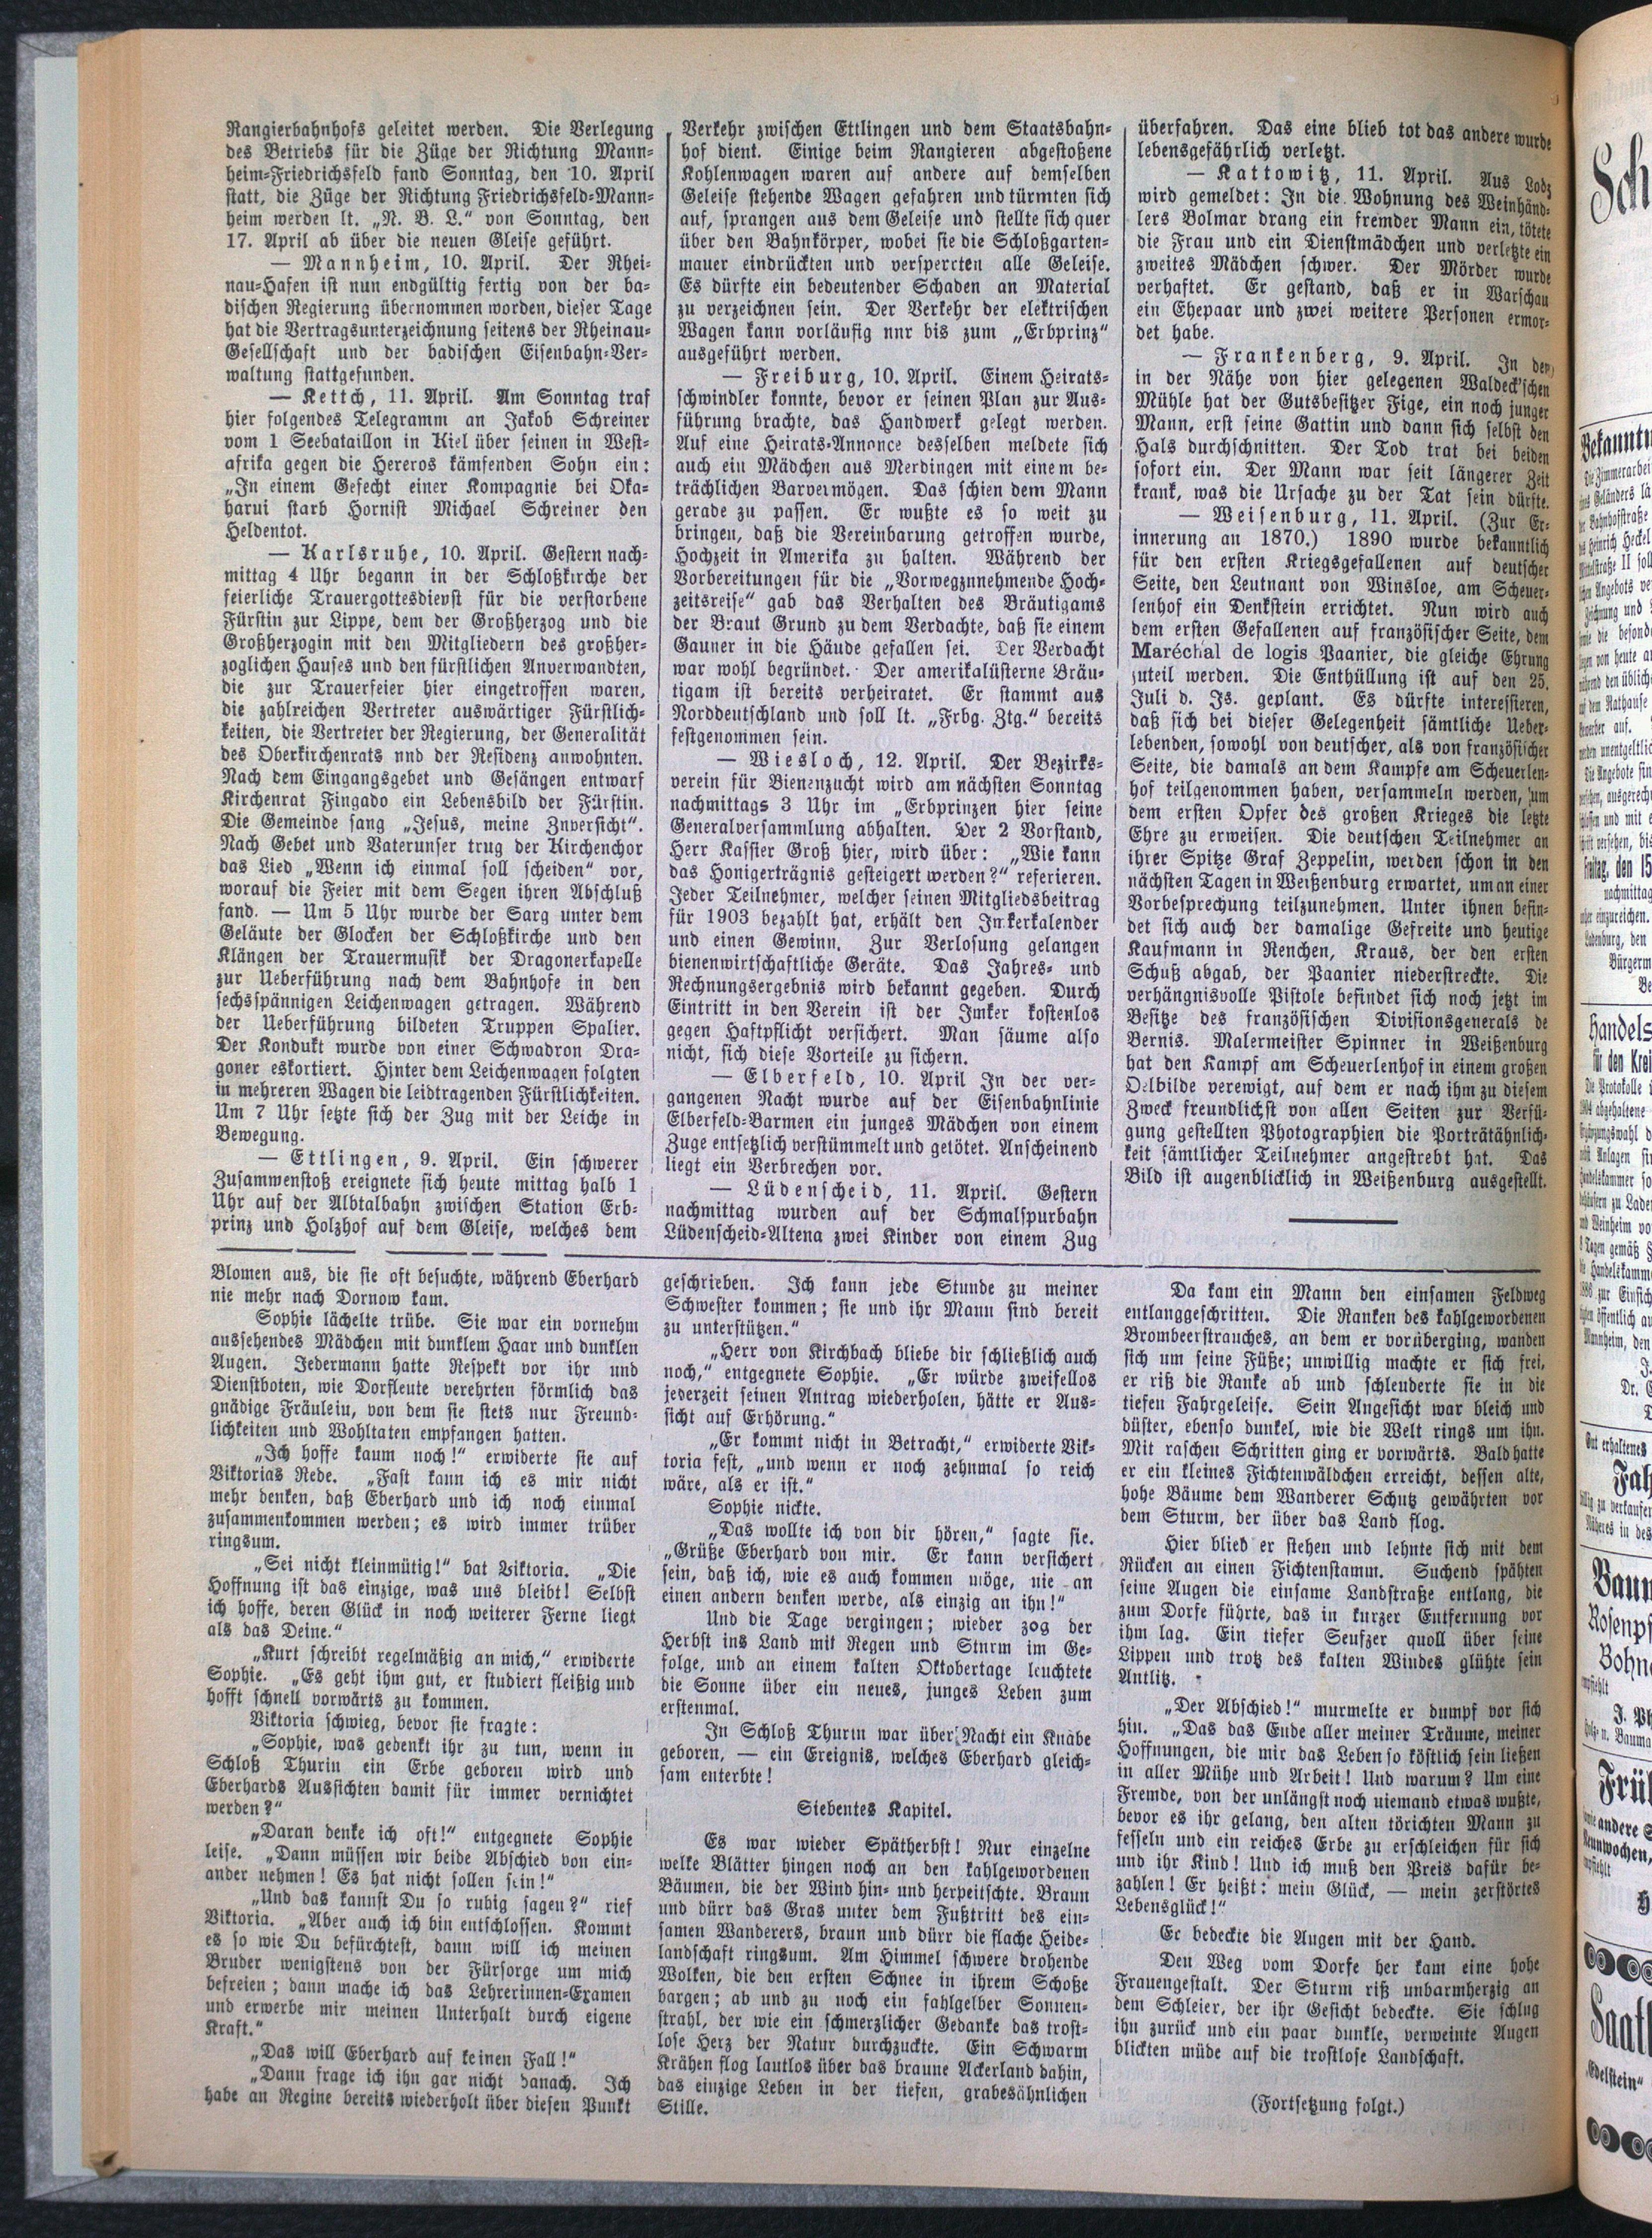 Rangierbahnhofs geleitet werden. Die Verlegung
des Betriebs für die Züge der Richtung Mann-
heim-Friedrichsfeld fand Sonntag, den 10. April
statt, die Züge der Richtung Friedrichsfeld-Mann-
heim werden lt. „N. B. L.“ von Sonntag, den
17. April ab über die neuen Gleise geführt.
— Mannheim, 10. April. Der Rhei-
nau-Hafen ist nun endgültig fertig von der ba-
dischen Regierung übernommen worden, dieser Tage
hat die Vertragsunterzeichnung seitens der Rheinau-
Gesellschaft und der badischen Eisenbahn-Ver-
waltung stattgefunden.
— Kettch, 11. April. Am Sonntag traf
hier folgendes Telegramm an Jakob Schreiner
vom 1 Seebataillon in Kiel über seinen in West-
afrika gegen die Hereros kämfenden Sohn ein:
„In einem Gefecht einer Kompagnie bei Oka-
harui starb Hornist Michael Schreiner den
Heldentot.
— Karlsruhe, 10. April. Gestern nach-
mittag 4 Uhr begann in der Schloßkirche der
feierliche Trauergottesdienst für die verstorbene
Fürstin zur Lippe, dem der Großherzog und die
Großherzogin mit den Mitgliedern des großher-
zoglichen Hauses und den fürstlichen Anverwandten,
die zur Trauerfeier hier eingetroffen waren,
die zahlreichen Vertreter auswärtiger Fürstlich-
keiten, die Vertreter der Regierung, der Generalität
des Oberkirchenrats nnd der Residenz anwohnten.
Nach dem Eingangsgebet und Gesängen entwarf
Kirchenrat Fingado ein Lebensbild der Fürstin.
Die Gemeinde sang „Jesus, meine Znversicht“.
Nach Gebet und Vaterunser trug der Kirchenchor
das Lied „Wenn ich einmal soll scheiden“ vor,
worauf die Feier mit dem Segen ihren Abschluß
fand. — Um 5 Uhr wurde der Sarg unter dem
Geläute der Glocken der Schloßkirche und den
Klängen der Trauermusik der Dragonerkapelle
zur Ueberführung nach dem Bahnhofe in den
sechsspännigen Leichenwagen getragen. Während
der Ueberführung bildeten Truppen Spalier.
Der Kondukt wurde von einer Schwadron Dra-
goner eskortiert. Hinter dem Leichenwagen folgten
in mehreren Wagen die leidtragenden Fürstlichkeiten.
Um 7 Uhr setzte sich der Zug mit der Leiche in
Bewegung.
— Ettlingen, 9. April. Ein schwerer
Zusammenstoß ereignete sich heute mittag halb 1
Uhr auf der Albtalbahn zwischen Station Erb-
prinz und Holzhof auf dem Gleise, welches dem
Verkehr zwischen Ettlingen und dem Staatsbahn-
hof dient. Einige beim Rangieren abgestoßene
Kohlenwagen waren auf andere auf demselben
Geleise stehende Wagen gefahren und türmten sich
auf, sprangen aus dem Geleise und stellte sich quer
über den Bahnkörper, wobei sie die Schloßgarten-
mauer eindrückten und versperrten alle Geleise.
Es dürfte ein bedeutender Schaden an Material
zu verzeichnen sein. Der Verkehr der elektrischen
Wagen kann vorläufig nnr bis zum „Erbprinz“
ausgeführt werden.
— Freiburg, 10. April. Einem Heirats-
schwindler konnte, bevor er seinen Plan zur Aus-
führung brachte, das Handwerk gelegt werden.
Auf eine Heirats-Annonce desselben meldete sich
auch ein Mädchen aus Merdingen mit einem be-
trächlichen Barvermögen. Das schien dem Mann
gerade zu passen. Er wußte es so weit zu
bringen, daß die Vereinbarung getroffen wurde,
Hochzeit in Amerika zu halten. Während der
Vorbereitungen für die „Vorwegzunehmende Hoch-
zeitsreise“ gab das Verhalten des Bräutigams
der Braut Grund zu dem Verdachte, daß sie einem
Gauner in die Hände gefallen sei. Der Verdacht
war wohl begründet. Der amerikalüsterne Bräu-
tigam ist bereits verheiratet. Er stammt aus
Norddeutschland und soll lt. „Frbg. Ztg.“ bereits
festgenommen sein.
— Wiesloch, 12. April. Der Bezirks-
verein für Bienenzucht wird am nächsten Sonntag
nachmittags 3 Uhr im „Erbprinzen hier seine
Generalversammlung abhalten. Der 2 Vorstand,
Herr Kassier Groß hier, wird über: „Wie kann
das Honigerträgnis gesteigert werden?“ referieren.
Jeder Teilnehmer, welcher seinen Mitgliedsbeitrag
für 1903 bezahlt hat, erhält den Imkerkalender
und einen Gewinn. Zur Verlosung gelangen
bienenwirtschaftliche Geräte. Das Jahres- und
Rechnungsergebnis wird bekannt gegeben. Durch
Eintritt in den Verein ist der Imker kostenlos
gegen Haftpflicht versichert. Man säume also
nicht, sich diese Vorteile zu sichern.
— Elberfeld, 10. April In der ver-
gangenen Nacht wurde auf der Eisenbahnlinie
Elberfeld-Barmen ein junges Mädchen von einem
Zuge entsetzlich verstümmelt und getötet. Anscheinend
liegt ein Verbrechen vor.
— Lüdenscheid, 11. April. Gestern
nachmittag wurden auf der Schmalspurbahn
Lüdenscheid-Altena zwei Kinder von einem Zug
überfahren. Das eine blieb tot das andere wurde
lebensgefährlich verletzt.
— Kattowitz, 11. April. Aus Lodz
wird gemeldet: In die Wohnung des Weinhänd-
lers Bolmar drang ein fremder Mann ein, tötete
die Frau und ein Dienstmädchen und verletzte ein
zweites Mädchen schwer. Der Mörder wurde
verhaftet. Er gestand, daß er in Warschau
ein Ehepaar und zwei weitere Personen ermor-
det habe.
— Frankenberg, 9. April. In der
in der Nähe von hier gelegenen Waldeck'schen
Mühle hat der Gutsbesitzer Fige, ein noch junger
Mann, erst seine Gattin und dann sich selbst den
Hals durchschnitten. Der Tod trat bei beiden
sofort ein. Der Mann war seit längerer Zeit
krank, was die Ursache zu der Tat sein dürfte.
— Weisenburg, 11. April. (Zur Er-
innerung an 1870.) 1890 wurde bekanntlich
für den ersten Kriegsgefallenen auf deutscher
Seite, den Leutnant von Winsloe, am Scheuer-
lenhof ein Denkstein errichtet. Nun wird auch
dem ersten Gefallenen auf französischer Seite, dem
Maréchal de logis Paanier, die gleiche Ehrung
zuteil werden. Die Enthüllung ist auf den 25.
Juli d. Js. geplant. Es dürfte interessieren,
daß sich bei dieser Gelegenheit sämtliche Ueber-
lebenden, sowohl von deutscher, als von französischer
Seite, die damals an dem Kampfe am Scheuerlen-
hof teilgenommen haben, versammeln werden, um
dem ersten Opfer des großen Krieges die letzte
Ehre zu erweisen. Die deutschen Teilnehmer an
ihrer Spitze Graf Zeppelin, werden schon in den
nächsten Tagen in Weißenburg erwartet, um an einer
Vorbesprechung teilzunehmen. Unter ihnen befin-
det sich auch der damalige Gefreite und heutige
Kaufmann in Renchen, Kraus, der den ersten
Schuß abgab, der Paanier niederstreckte. Die
verhängnisvolle Pistole befindet sich noch jetzt im
Besitze des französischen Divisionsgenerals de
Bernis. Malermeister Spinner in Weißenburg
hat den Kampf am Scheuerlenhof in einem großen
Oelbilde verewigt, auf dem er nach ihm zu diesem
Zweck freundlichst von allen Seiten zur Verfü-
gung gestellten Photographien die Porträtähnlich-
keit sämtlicher Teilnehmer angestrebt hat. Das
Bild ist augenblicklich in Weißenburg ausgestellt.
Blomen aus, die sie oft besuchte, während Eberhard
nie mehr nach Dornow kam.
Sophie lächelte trübe. Sie war ein vornehm
aussehendes Mädchen mit dunklem Haar und dunklen
Augen. Jedermann hatte Respekt vor ihr und
Dienstboten, wie Dorfleute verehrten förmlich das
gnädige Fräulein, von dem sie stets nur Freund-
lichkeiten und Wohltaten empfangen hatten.
„Ich hoffe kaum noch!“ erwiderte sie auf
Viktorias Rede. „Fast kann ich es mir nicht
mehr denken, daß Eberhard und ich noch einmal
zusammenkommen werden; es wird immer trüber
ringsum.
„Sei nicht kleinmütig!“ bat Viktoria. „Die
Hoffnung ist das einzige, was uns bleibt! Selbst
ich hoffe, deren Glück in noch weiterer Ferne liegt
als das Deine.“
„Kurt schreibt regelmäßig an mich,“ erwiderte
Sophie. „Es geht ihm gut, er studiert fleißig und
hofft schnell vorwärts zu kommen.
Viktoria schwieg, bevor sie fragte:
„Sophie, was gedenkt ihr zu tun, wenn in
Schloß Thurin ein Erbe geboren wird und
Eberhards Aussichten damit für immer vernichtet
werden?“
„Daran denke ich oft!“ entgegnete Sophie
leise. „Dann müssen wir beide Abschied von ein-
ander nehmen! Es hat nicht sollen sein!“
„Und das kannst Du so ruhig sagen?“ rief
Viktoria. „Aber auch ich bin entschlossen. Kommt
es so wie Du befürchtest, dann will ich meinen
Bruder wenigstens von der Fürsorge um mich
befreien; dann mache ich das Lehrerinnen-Examen
und erwerbe mir meinen Unterhalt durch eigene
Kraft.“
„Das will Eberhard auf keinen Fall!“
„Dann frage ich ihn gar nicht danach. Ich
habe an Regine bereits wiederholt über diesen Punkt
geschrieben. Ich kann jede Stunde zu meiner
Schwester kommen; sie und ihr Mann sind bereit
zu unterstützen.“
„Herr von Kirchbach bliebe dir schließlich auch
noch,“ entgegnete Sophie. „Er würde zweifellos
jederzeit seinen Antrag wiederholen, hätte er Aus-
sicht auf Erhörung.“
„Er kommt nicht in Betracht,“ erwiderte Vik-
toria fest, „und wenn er noch zehnmal so reich
wäre, als er ist.“
Sophie nickte.
„Das wollte ich von dir hören,“ sagte sie.
„Grüße Eberhard von mir. Er kann versichert
sein, daß ich, wie es auch kommen möge, nie an
einen andern denken werde, als einzig an ihn!“
Und die Tage vergingen; wieder zog der
Herbst ins Land mit Regen und Sturm im Ge-
folge, und an einem kalten Oktobertage leuchtete
die Sonne über ein neues, junges Leben zum
erstenmal.
In Schloß Thurin war über Nacht ein Knabe
geboren, — ein Ereignis, welches Eberhard gleich-
sam enterbte!
Siebentes Kapitel.
Es war wieder Spätherbst! Nur einzelne
welke Blätter hingen noch an den kahlgewordenen
Bäumen, die der Wind hin- und herpeitschte. Braun
und dürr das Gras unter dem Fußtritt des ein-
samen Wanderers, braun und dürr die flache Heide-
landschaft ringsum. Am Himmel schwere drohende
Wolken, die den ersten Schnee in ihrem Schoße
bargen; ab und zu noch ein fahlgelber Sonnen-
strahl, der wie ein schmerzlicher Gedanke das trost-
lose Herz der Natur durchzuckte. Ein Schwarm
Krähen flog lautlos über das braune Ackerland dahin,
das einzige Leben in der tiefen, grabesähnlichen
Stille.
Da kam ein Mann den einsamen Feldweg
entlanggeschritten. Die Ranken des kahlgewordenen
Brombeerstrauches, an dem er vorüberging, wanden
sich um seine Füße; unwillig machte er sich frei,
er riß die Ranke ab und schleuderte sie in die
tiefen Fahrgeleise. Sein Angesicht war bleich und
düster, ebenso dunkel, wie die Welt rings um ihn.
Mit raschen Schritten ging er vorwärts. Bald hatte
er ein kleines Fichtenwäldchen erreicht, dessen alte,
hohe Bäume dem Wanderer Schutz gewährten vor
dem Sturm, der über das Land flog.
Hier blieb er stehen und lehnte sich mit dem
Rücken an einen Fichtenstamm. Suchend spähten
seine Augen die einsame Landstraße entlang, die
zum Dorfe führte, das in kurzer Entfernung vor
ihm lag. Ein tiefer Seufzer quoll über seine
Lippen und trotz des kalten Windes glühte sein
Antlitz.
„Der Abschied!“ murmelte er dumpf vor sich
hin. „Das das Ende aller meiner Träume, meiner
Hoffnungen, die mir das Leben so köstlich sein ließen
in aller Mühe und Arbeit! Und warum? Um eine
Fremde, von der unlängst noch niemand etwas wußte,
bevor es ihr gelang, den alten törichten Mann zu
fesseln und ein reiches Erbe zu erschleichen für sich
und ihr Kind! Und ich muß den Preis dafür be-
zahlen! Er heißt: mein Glück, — mein zerstörtes
Lebensglück!“
Er bedeckte die Augen mit der Hand.
Den Weg vom Dorfe her kam eine hohe
Frauengestalt. Der Sturm riß unbarmherzig an
dem Schleier, der ihr Gesicht bedeckte. Sie schlug
ihn zurück und ein paar dunkle, verweinte Augen
blickten müde auf die trostlose Landschaft.
(Fortsetzung folgt.)